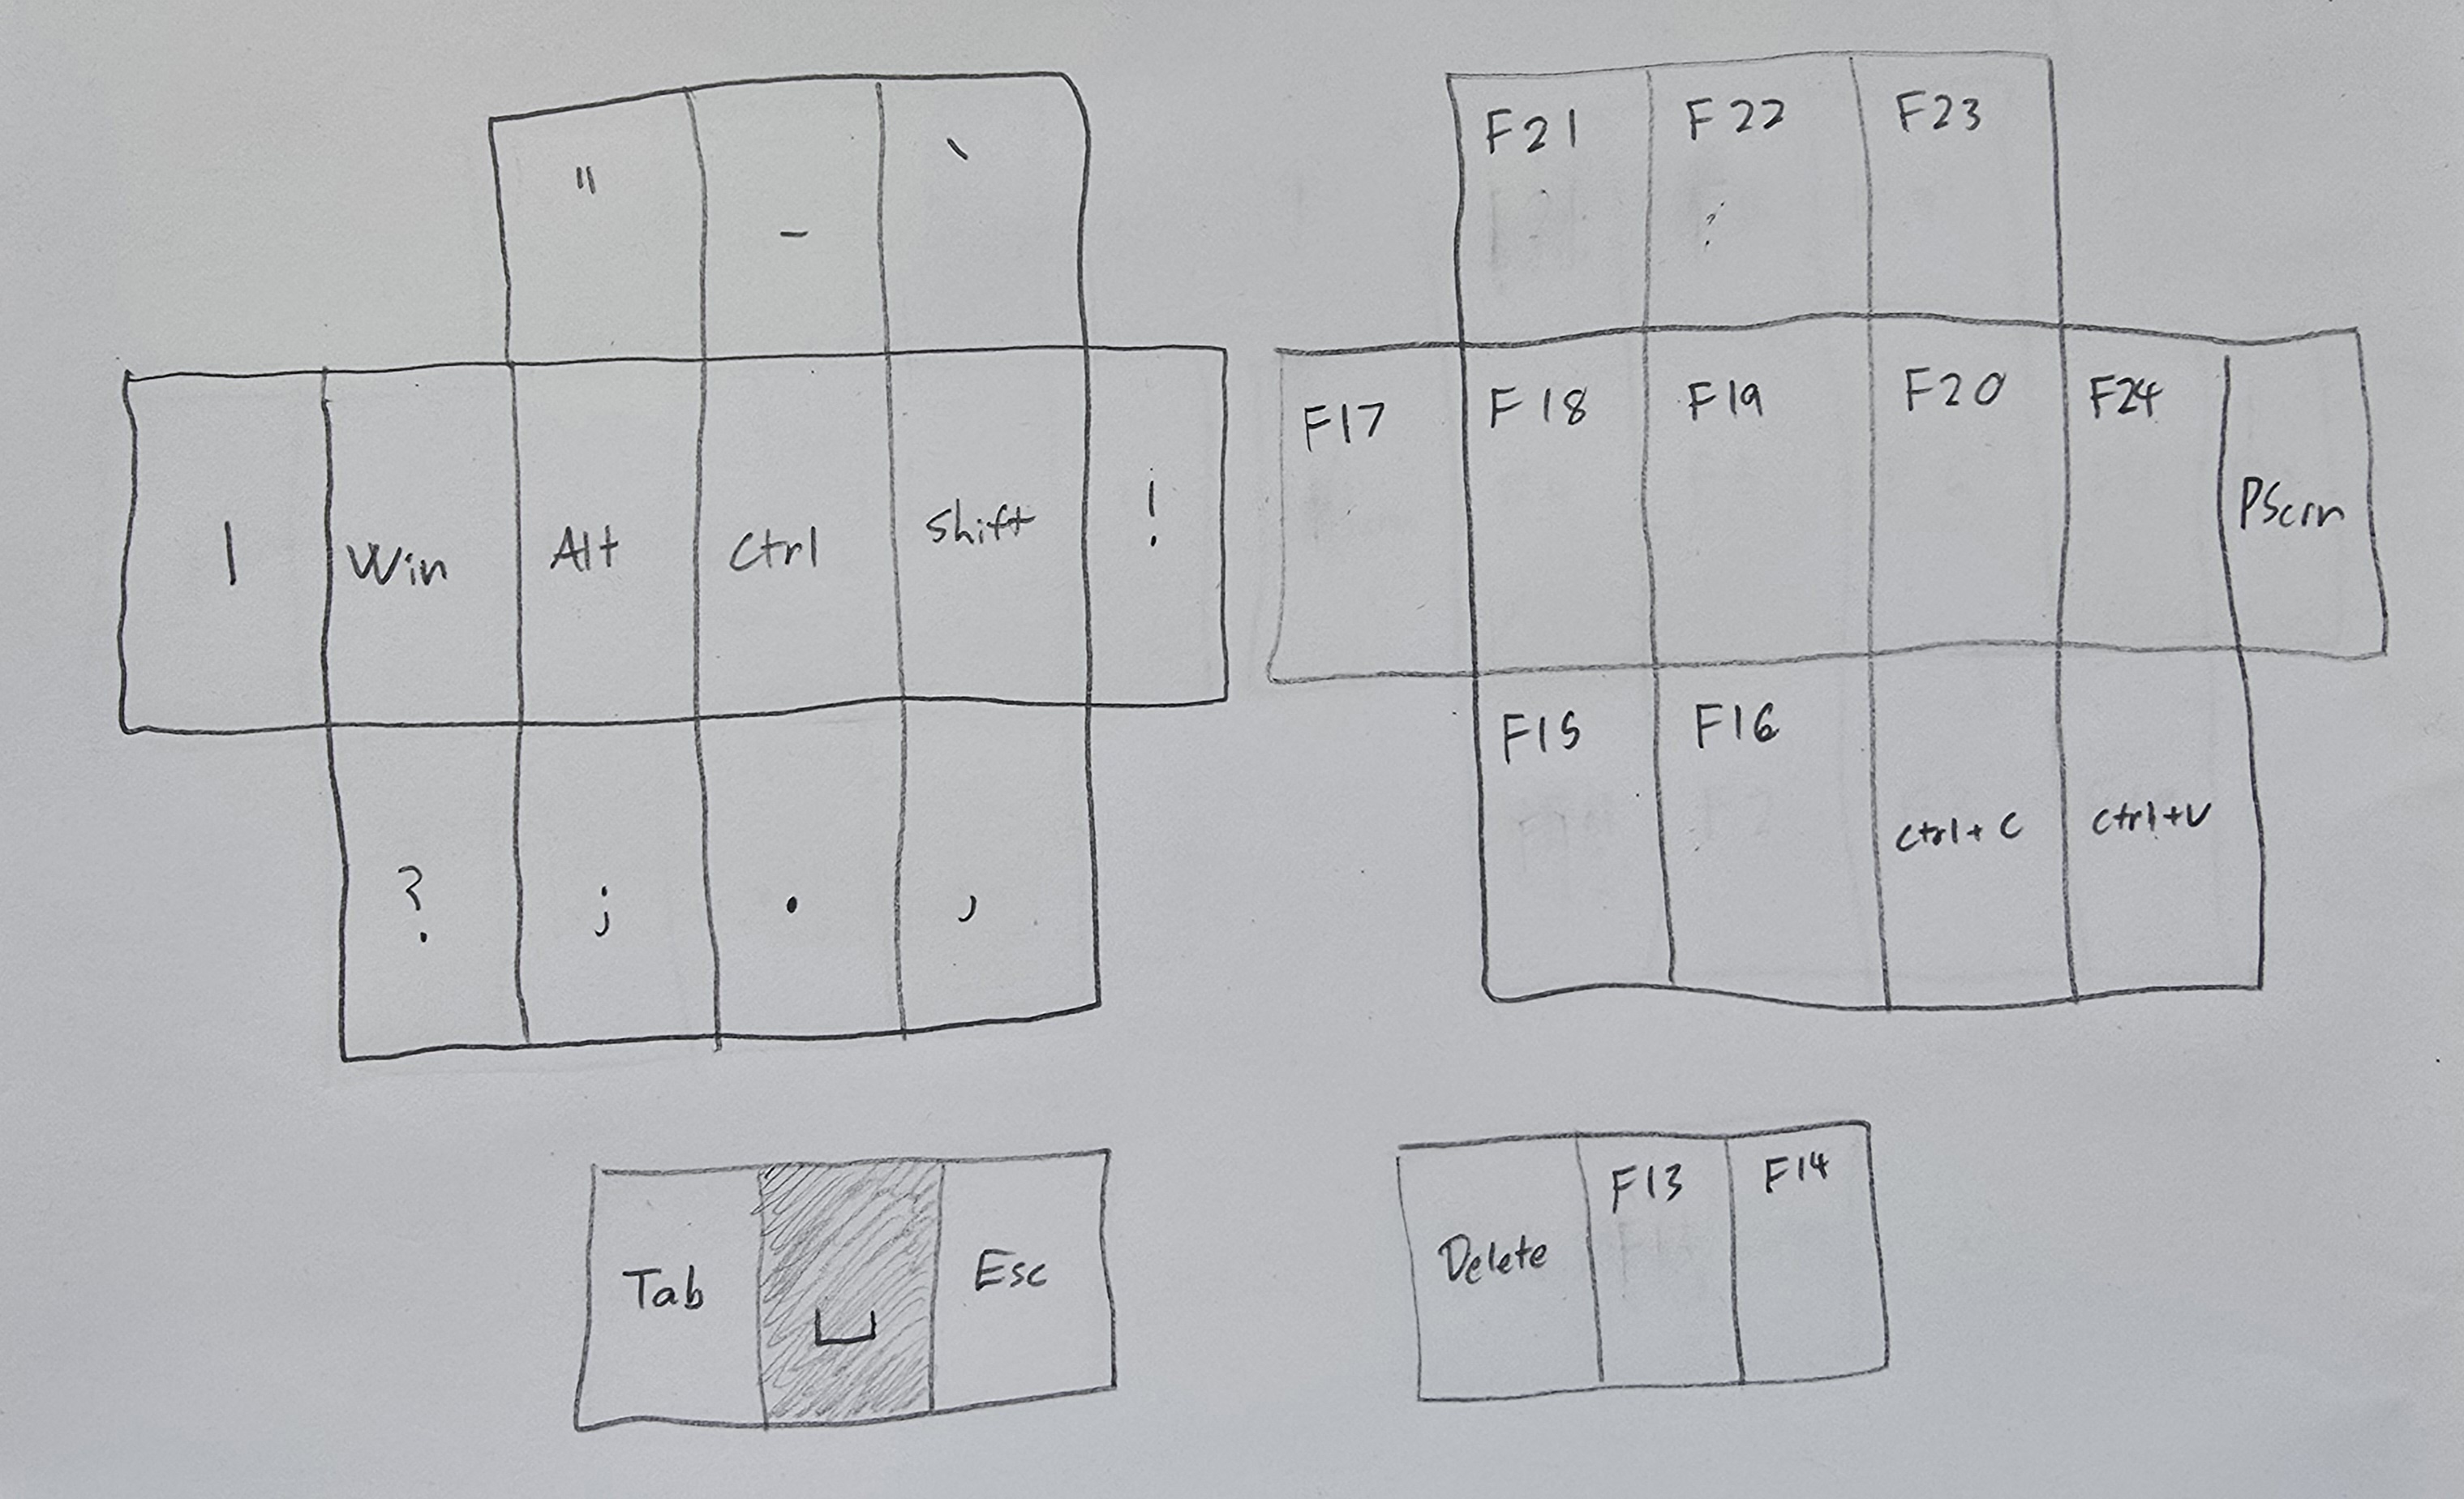 " - `
F21 F22 F23
| Win Alt Ctrl Shift !
F17 F18 F19 F20 F24 PScrn
? ; . ,
F15 F16 Ctrl+C Ctrl+V
Tab ␣ Esc
Delete F13 F14